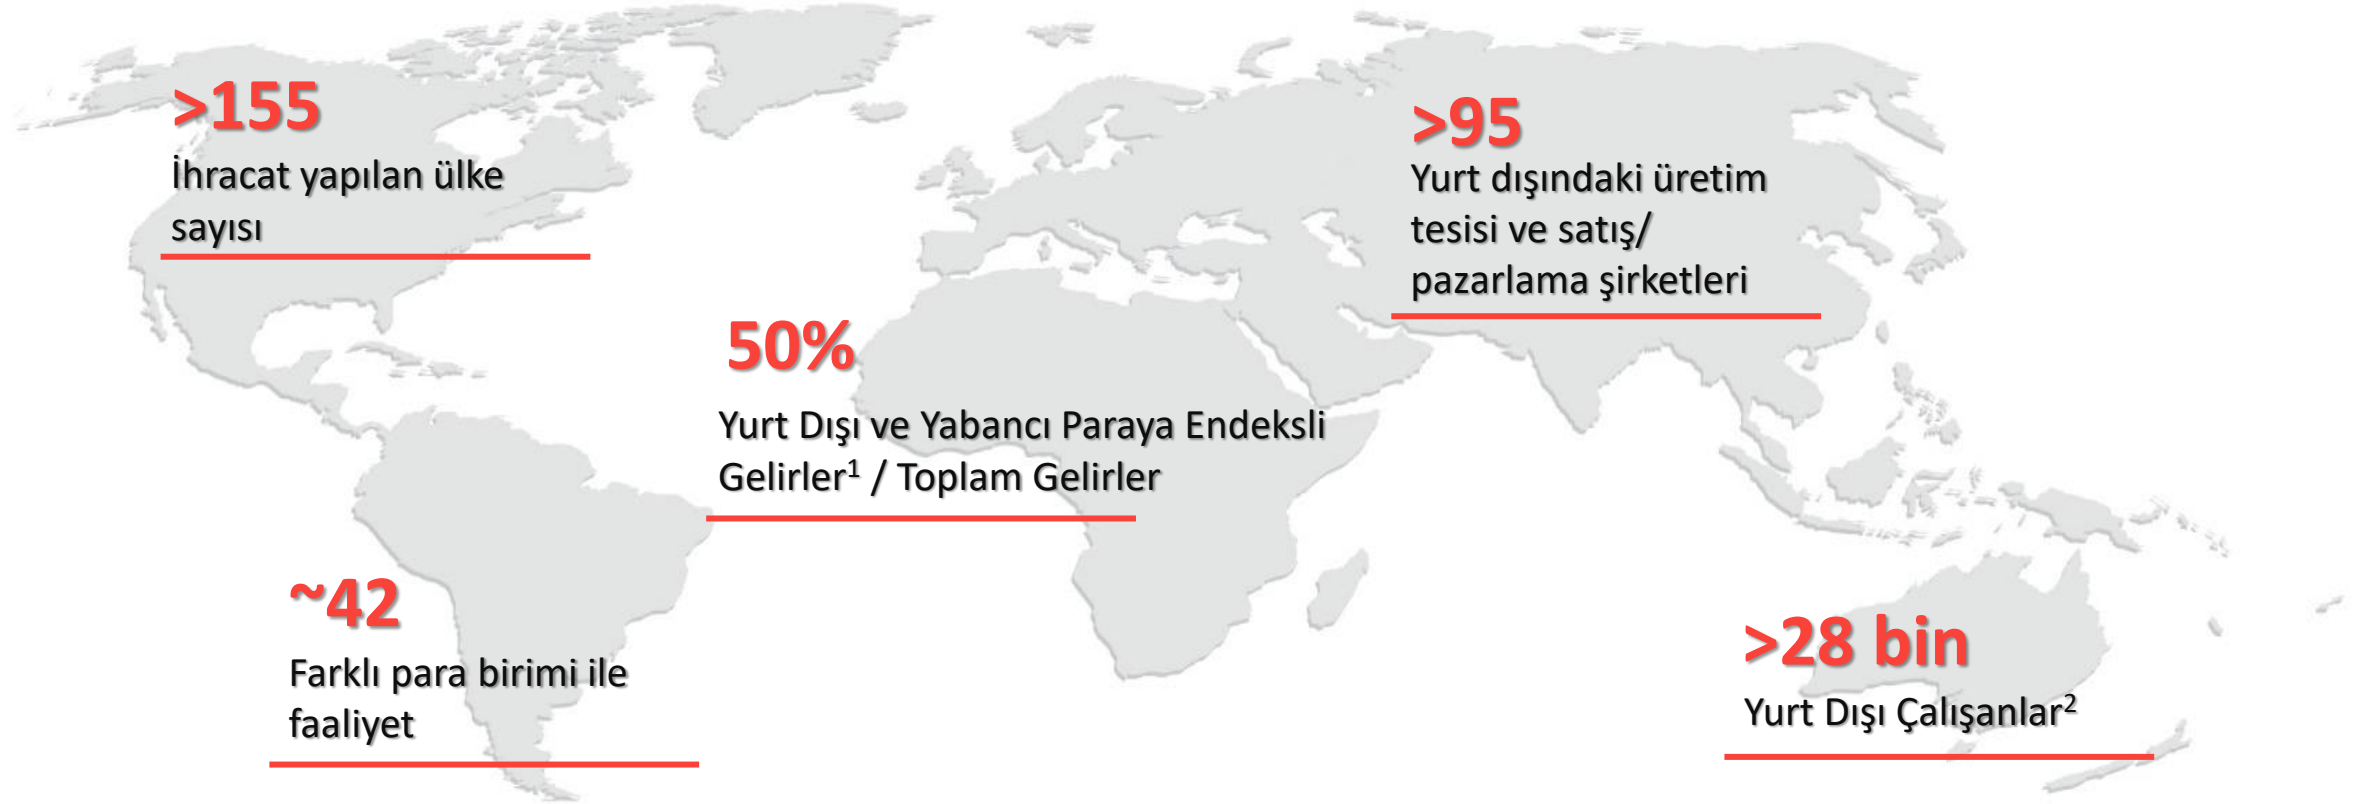 >155
İhracat yapılan ülke
sayısı
>95
Yurt dışındaki üretim
tesisi ve satış/
pazarlama şirketleri
50%
Yurt Dışı ve Yabancı Paraya Endeksli
Gelirler¹ / Toplam Gelirler
~42
Farklı para birimi ile
faaliyet
>28 bin
Yurt Dışı Çalışanlar²